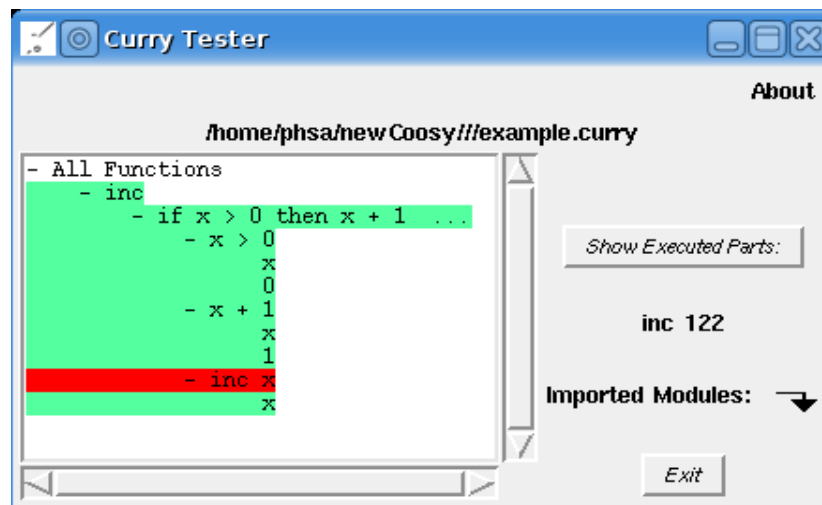 Curry Tester
About
/home/phsa/newCoosy///example.curry
- All Functions
- inc
- if x > 0 then x + 1 ...
- x > 0
x
0
- x + 1
x
1
- inc x
x
Show Executed Parts:
inc 122
Imported Modules:
Exit